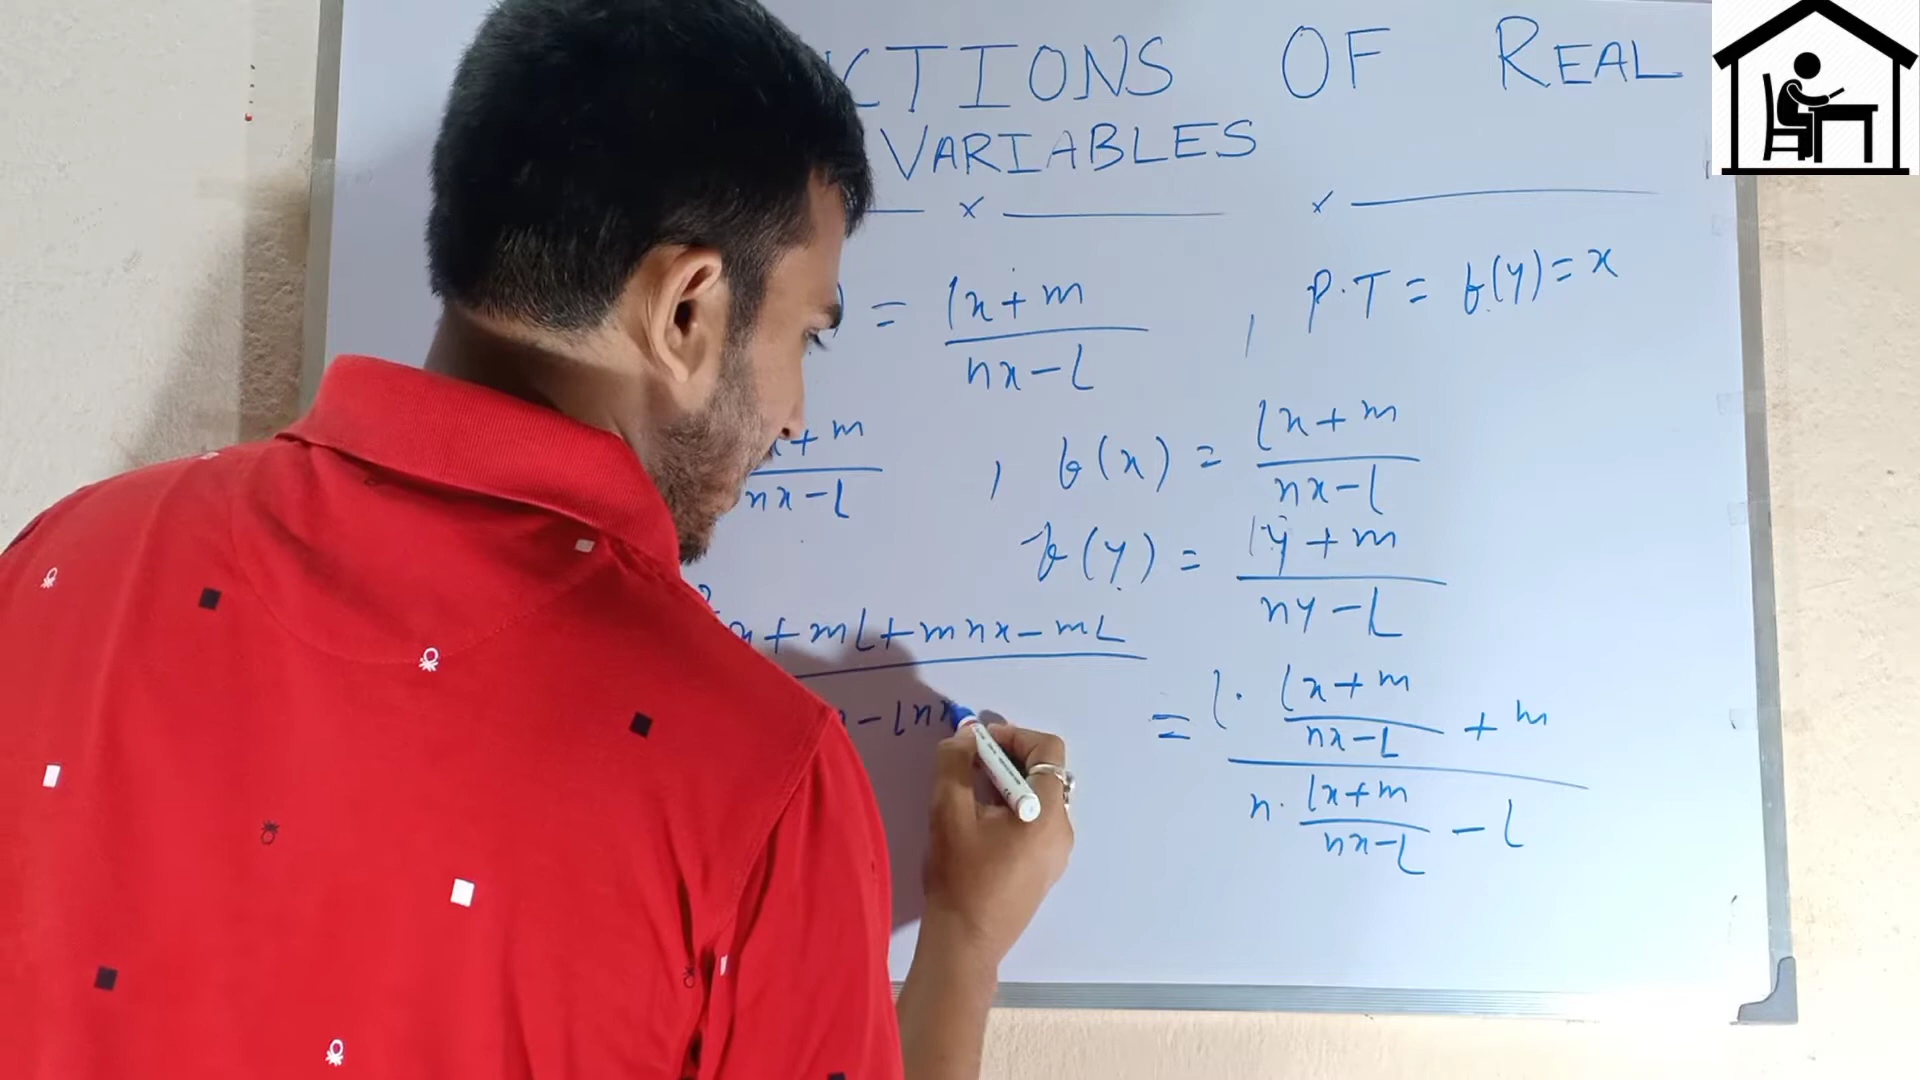 CTIONS OF REAL
VARIABLES
x x
) = lx+m / nx-L , P.T = f(y)=x
x+m / nx-L , f(x) = lx+m / nx-L
f(y) = ly+m / ny-L
2
x+mL+mnx-mL / -Lnx = l. lx+m / nx-L + m / n. lx+m / nx-L - L